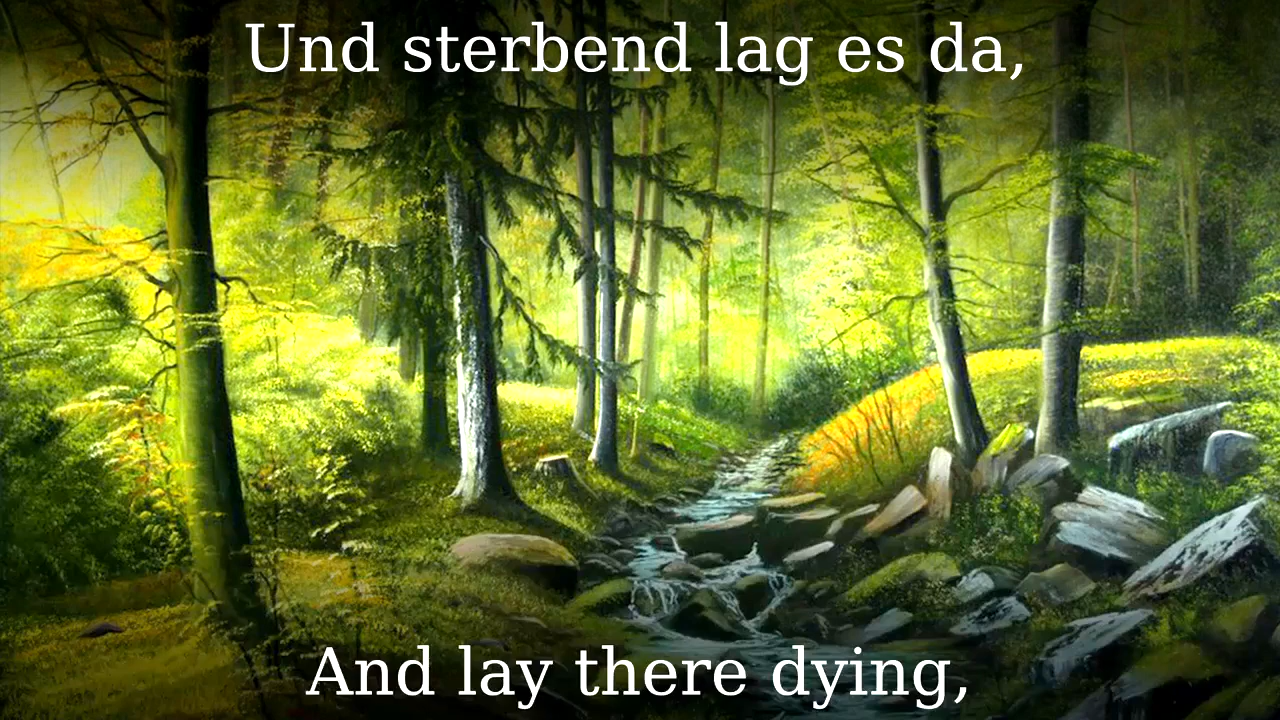 Und sterbend lag es da,
And lay there dying,